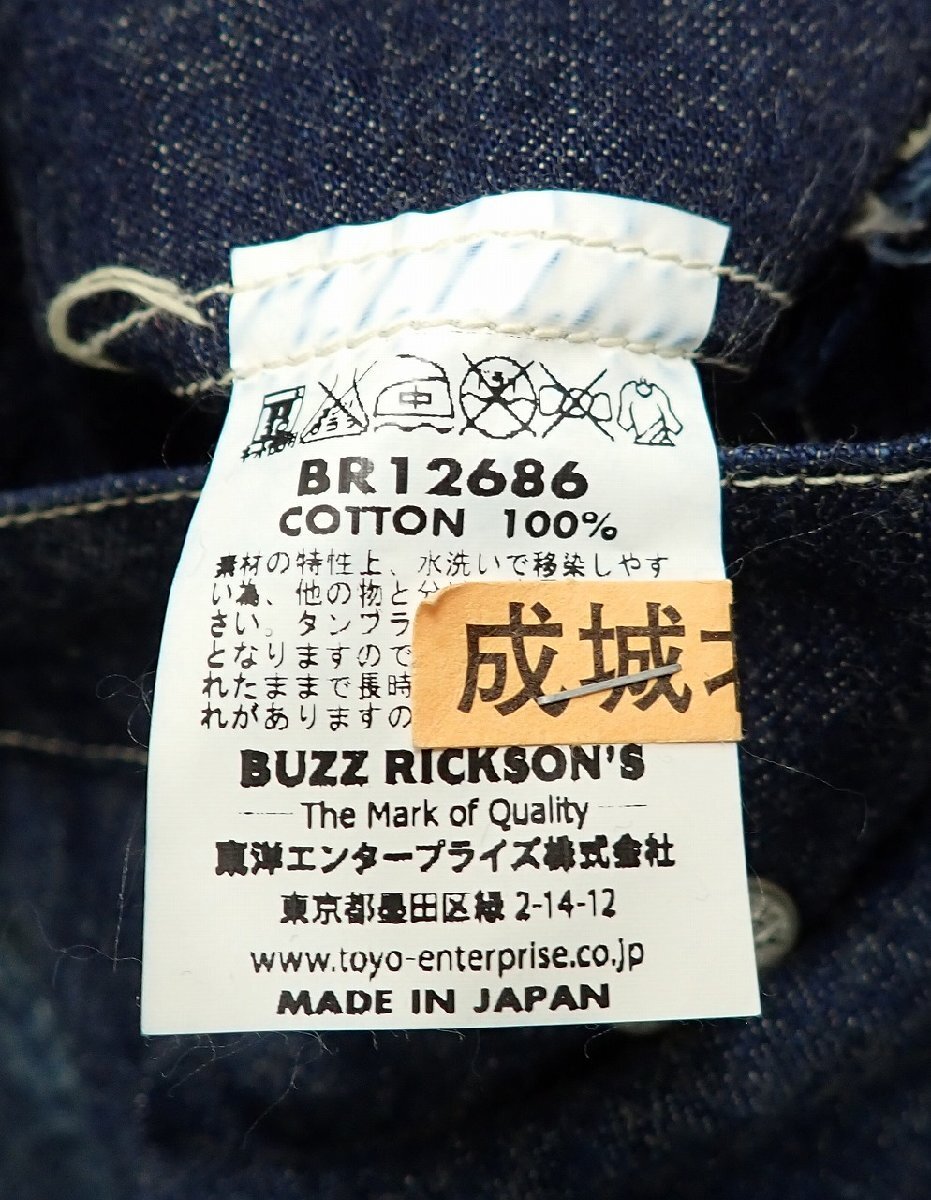 中
BR12686
COTTON 100%
素材の特性上、水洗いで移染しやす
い為、他の物と分
さい。タンブラ
となりますので
れたままで長時
れがありますの
成城
BUZZ RICKSON'S
The Mark of Quality
東洋エンタープライズ株式会社
東京都墨田区緑 2-14-12
www.toyo-enterprise.co.jp
MADE IN JAPAN